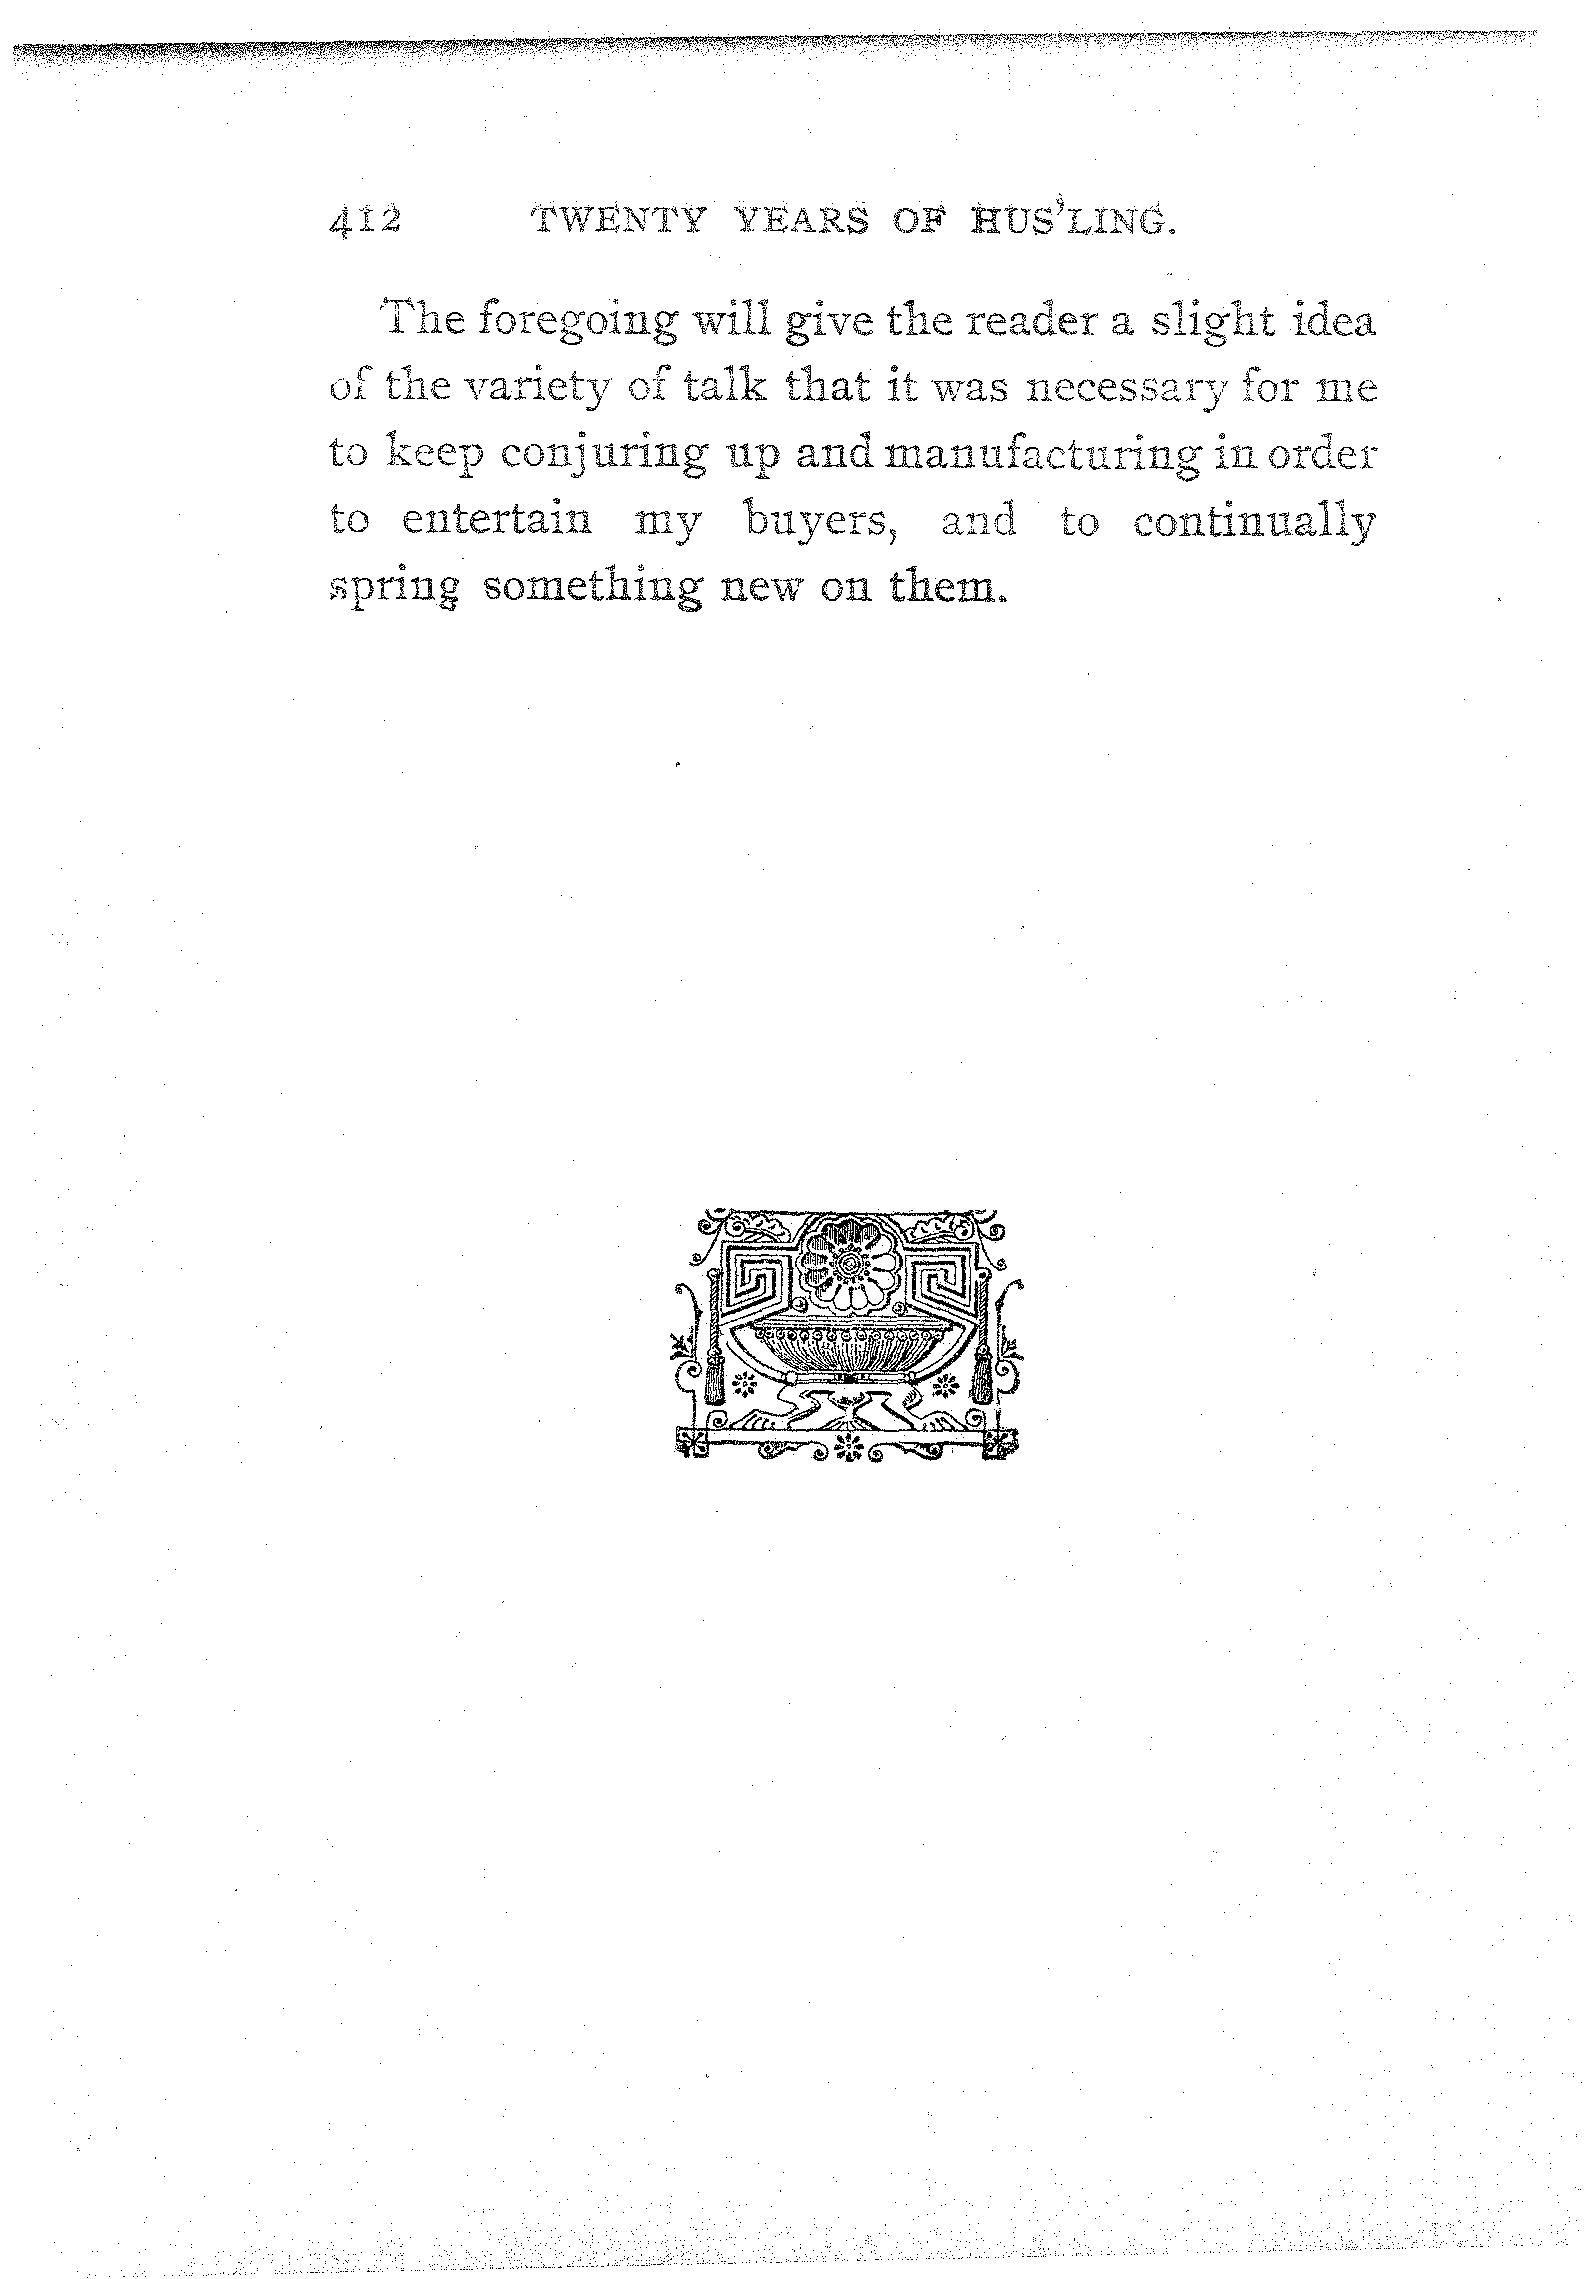 412 TWENTY YEARS OF HUS'LING.
The foregoing will give the reader a slight idea
of the variety of talk that it was necessary for me
to keep conjuring up and manufacturing in order
to entertain my buyers, and to continually
spring something new on them.